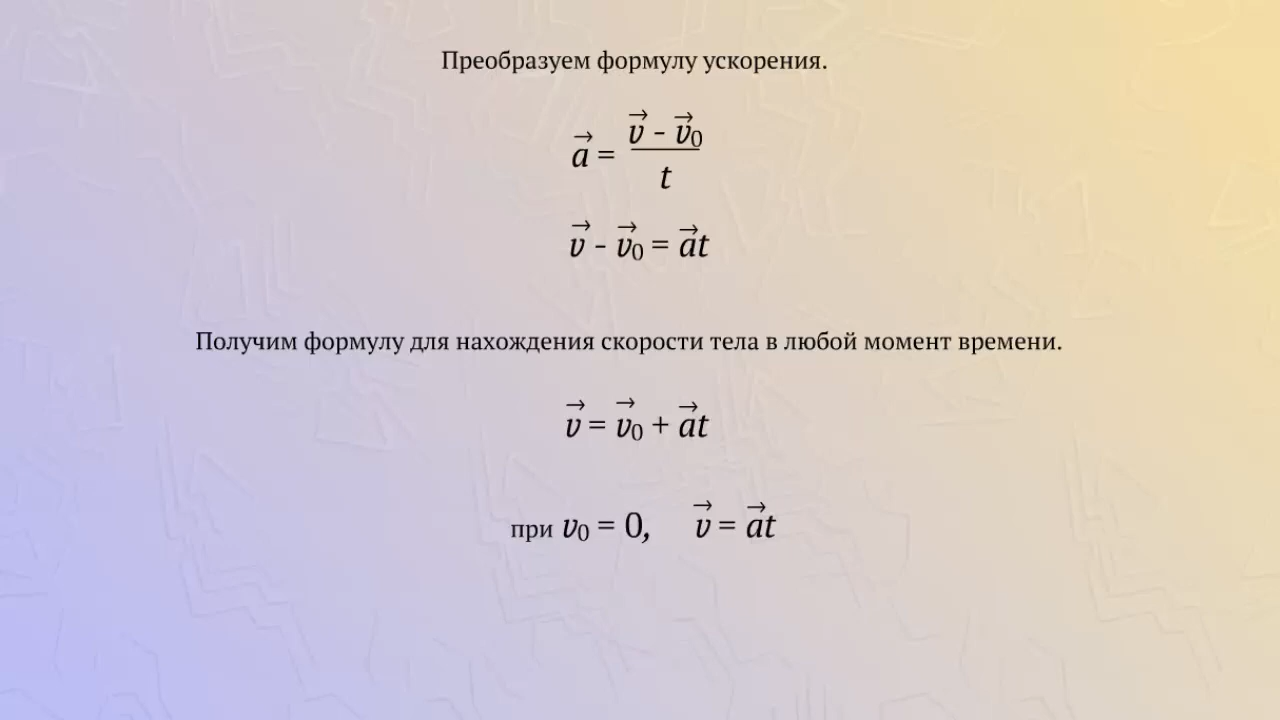 Преобразуем формулу ускорения.
a⃗ = (v⃗ - v⃗₀) / t
v⃗ - v⃗₀ = a⃗t
Получим формулу для нахождения скорости тела в любой момент времени.
v⃗ = v⃗₀ + a⃗t
при v₀ = 0, v⃗ = a⃗t